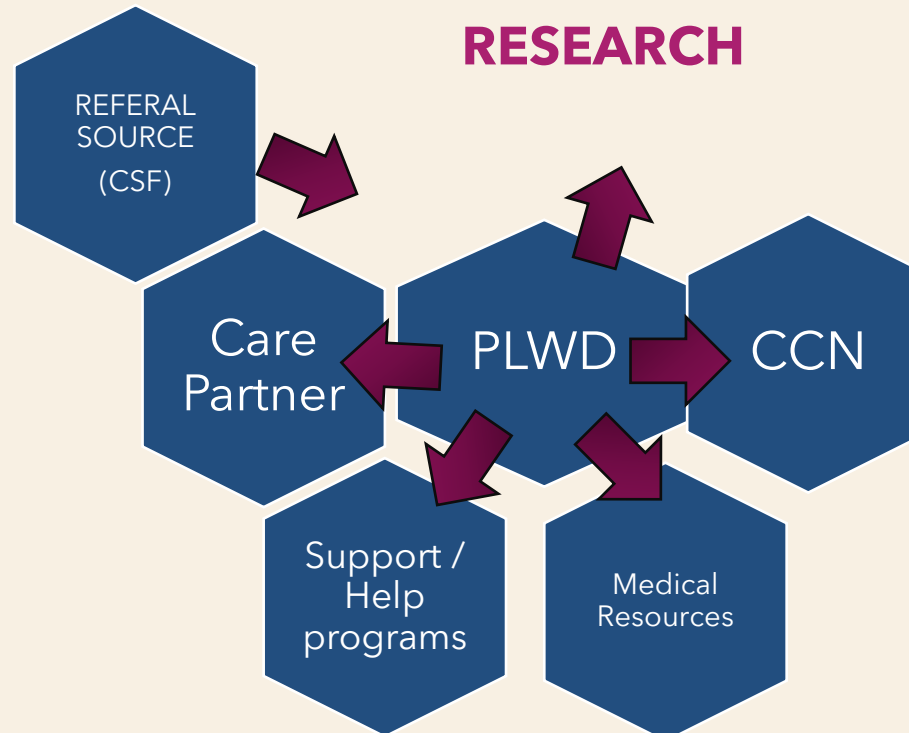 RESEARCH
REFERAL
SOURCE
(CSF)
Care
Partner
PLWD
CCN
Support /
Help
programs
Medical
Resources